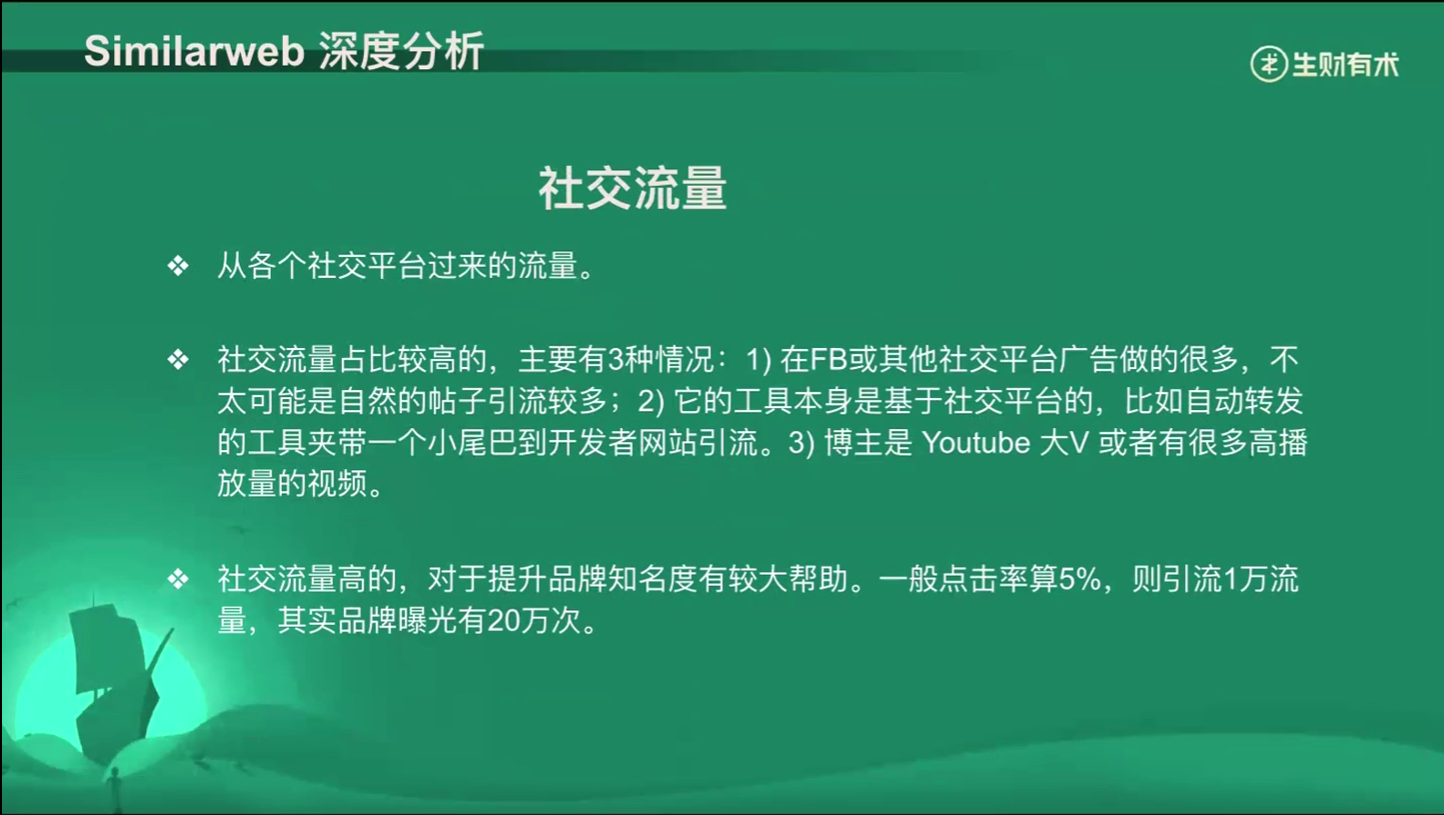 Similarweb 深度分析
生财有术
社交流量
❖ 从各个社交平台过来的流量。
❖ 社交流量占比较高的，主要有3种情况：1) 在FB或其他社交平台广告做的很多，不
太可能是自然的帖子引流较多；2) 它的工具本身是基于社交平台的，比如自动转发
的工具夹带一个小尾巴到开发者网站引流。3) 博主是 Youtube 大V 或者有很多高播
放量的视频。
❖ 社交流量高的，对于提升品牌知名度有较大帮助。一般点击率算5%，则引流1万流
量，其实品牌曝光有20万次。